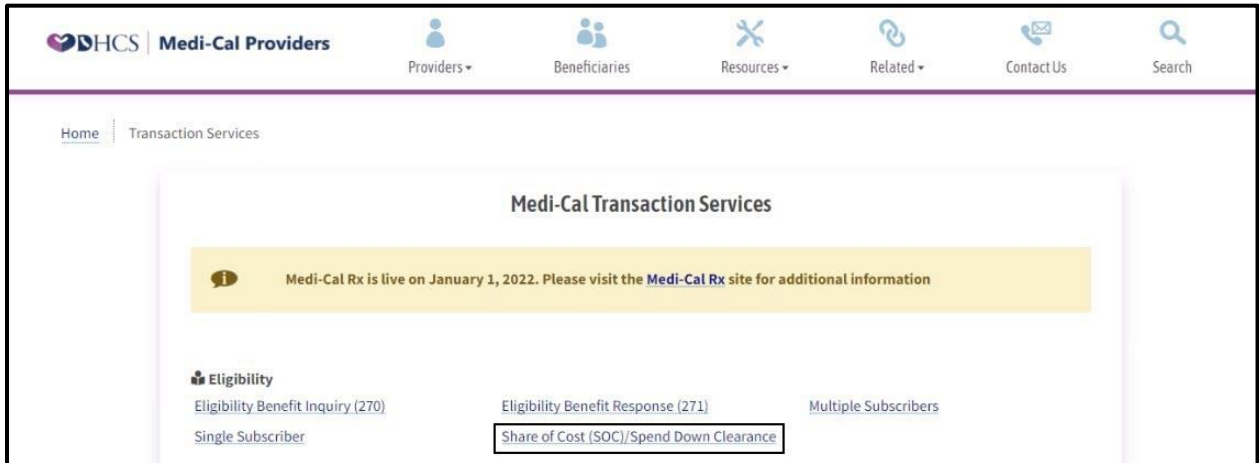 DHCS Medi-Cal Providers
Providers
Beneficiaries
Resources
Related
Contact Us
Search
Home Transaction Services
Medi-Cal Transaction Services
Medi-Cal Rx is live on January 1, 2022. Please visit the Medi-Cal Rx site for additional information
Eligibility
Eligibility Benefit Inquiry (270) Eligibility Benefit Response (271) Multiple Subscribers
Single Subscriber Share of Cost (SOC)/Spend Down Clearance